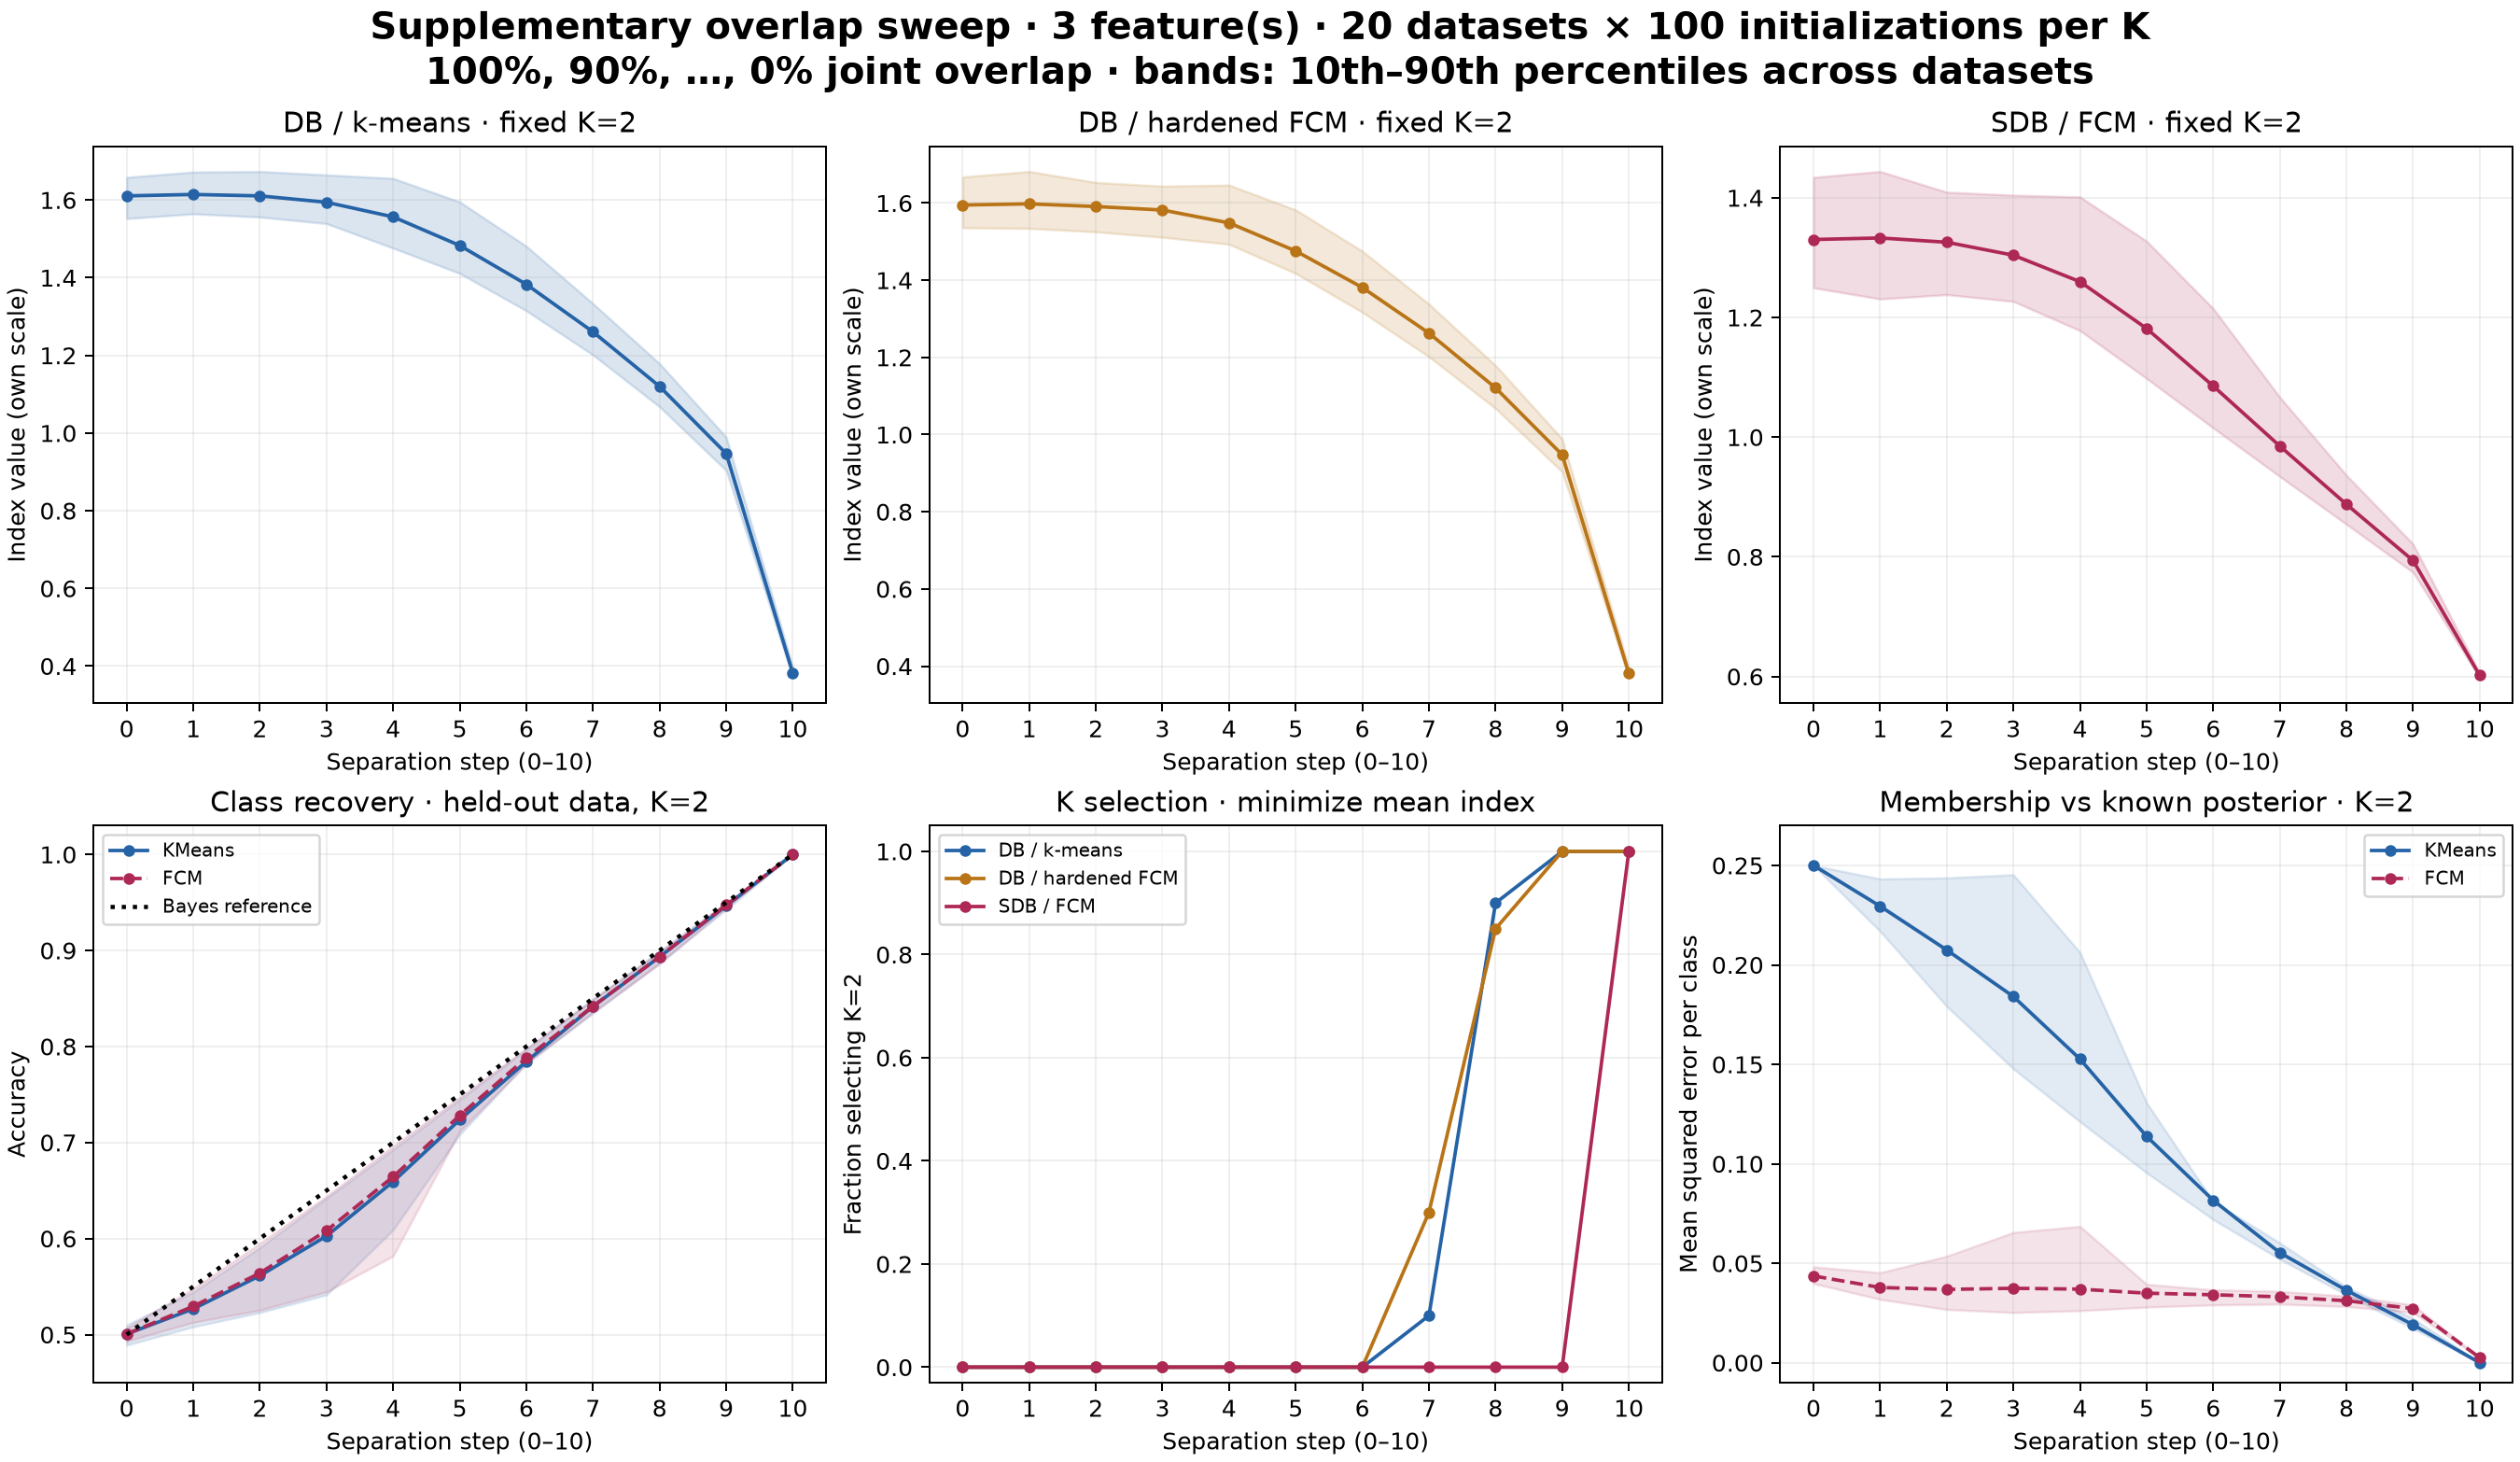 Supplementary overlap sweep · 3 feature(s) · 20 datasets × 100 initializations per K
100%, 90%, ..., 0% joint overlap · bands: 10th–90th percentiles across datasets
DB / k-means · fixed K=2
Index value (own scale)
1.6
1.4
1.2
1.0
0.8
0.6
0.4
0 1 2 3 4 5 6 7 8 9 10
Separation step (0–10)
DB / hardened FCM · fixed K=2
Index value (own scale)
1.6
1.4
1.2
1.0
0.8
0.6
0.4
0 1 2 3 4 5 6 7 8 9 10
Separation step (0–10)
SDB / FCM · fixed K=2
Index value (own scale)
1.4
1.2
1.0
0.8
0.6
0 1 2 3 4 5 6 7 8 9 10
Separation step (0–10)
Class recovery · held-out data, K=2
KMeans
FCM
Bayes reference
Accuracy
1.0
0.9
0.8
0.7
0.6
0.5
0 1 2 3 4 5 6 7 8 9 10
Separation step (0–10)
K selection · minimize mean index
DB / k-means
DB / hardened FCM
SDB / FCM
Fraction selecting K=2
1.0
0.8
0.6
0.4
0.2
0.0
0 1 2 3 4 5 6 7 8 9 10
Separation step (0–10)
Membership vs known posterior · K=2
KMeans
FCM
Mean squared error per class
0.25
0.20
0.15
0.10
0.05
0.00
0 1 2 3 4 5 6 7 8 9 10
Separation step (0–10)